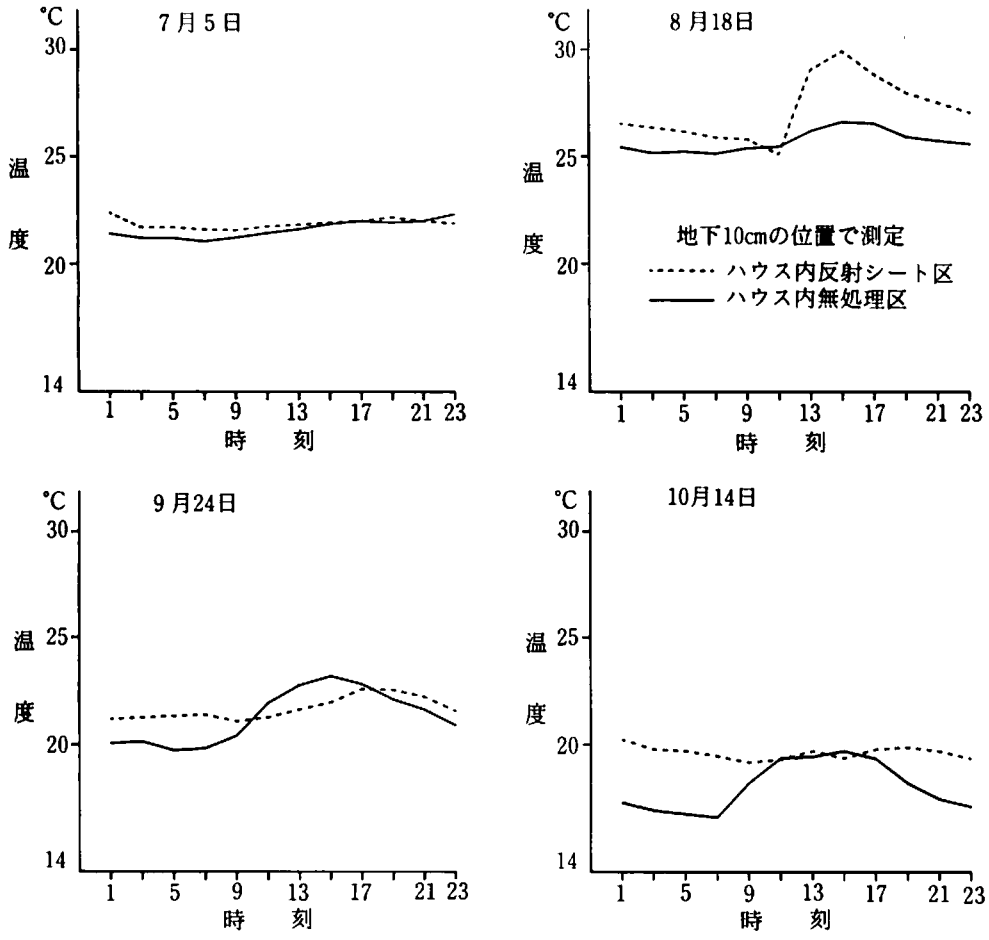 ℃
7月5日
30
25
温
度
20
14
1 5 9 13 17 21 23
時 刻
℃
8月18日
30
25
温
度
20
地下10cmの位置で測定
ハウス内反射シート区
ハウス内無処理区
14
1 5 9 13 17 21 23
時 刻
℃
9月24日
30
温 25
度
20
14
1 5 9 13 17 21 23
時 刻
℃
10月14日
30
温 25
度
20
14
1 5 9 13 17 21 23
時 刻